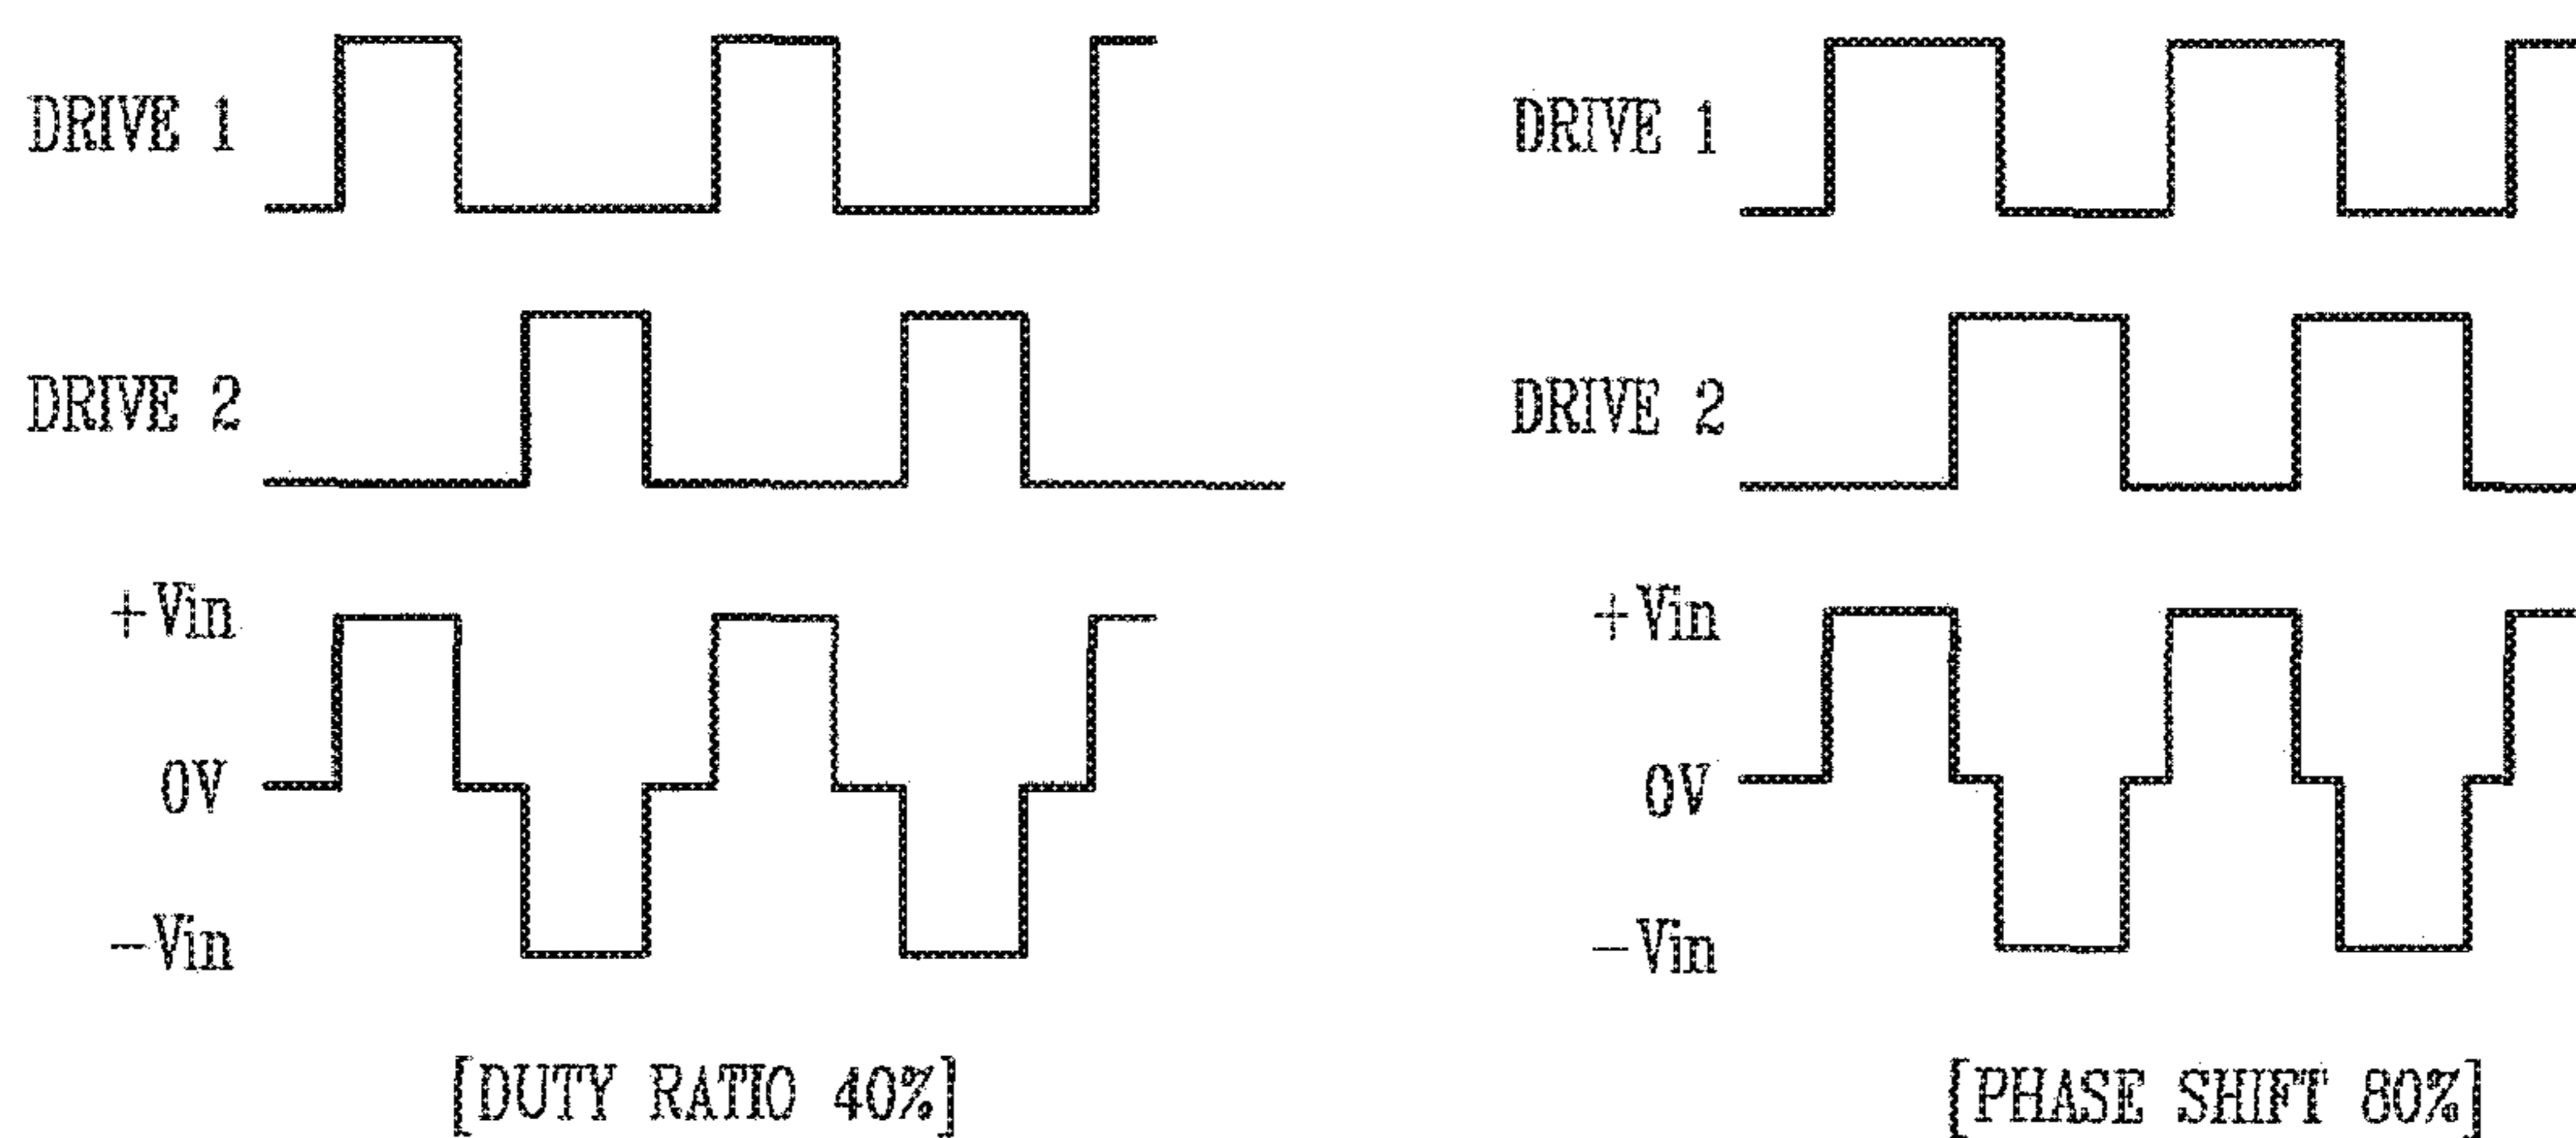 DRIVE 1
DRIVE 2
+Vin
0V
-Vin
[DUTY RATIO 40%]
DRIVE 1
DRIVE 2
+Vin
0V
-Vin
[PHASE SHIFT 80%]